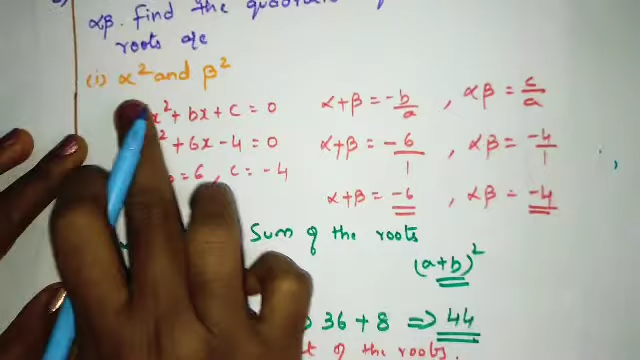 αβ. Find the
roots are
(i) α² and β²
x² + bx + c = 0 α+β = -b/a , αβ = c/a
² + 6x - 4 = 0 α+β = -6/1 , αβ = -4/1
= 6 , c = -4 α+β = -6 , αβ = -4
Sum of the roots
(a+b)²
36 + 8 ⇒ 44
of the roots.